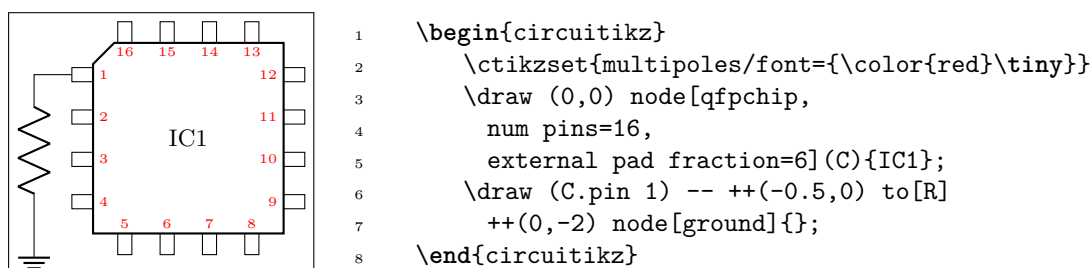 16 15 14 13
1 12
2 11
IC1
3 10
4 9
5 6 7 8
1 \begin{circuitikz}
2 \ctikzset{multipoles/font={\color{red}\tiny}}
3 \draw (0,0) node[qfpchip,
4 num pins=16,
5 external pad fraction=6](C){IC1};
6 \draw (C.pin 1) -- ++(-0.5,0) to[R]
7 ++(0,-2) node[ground]{};
8 \end{circuitikz}